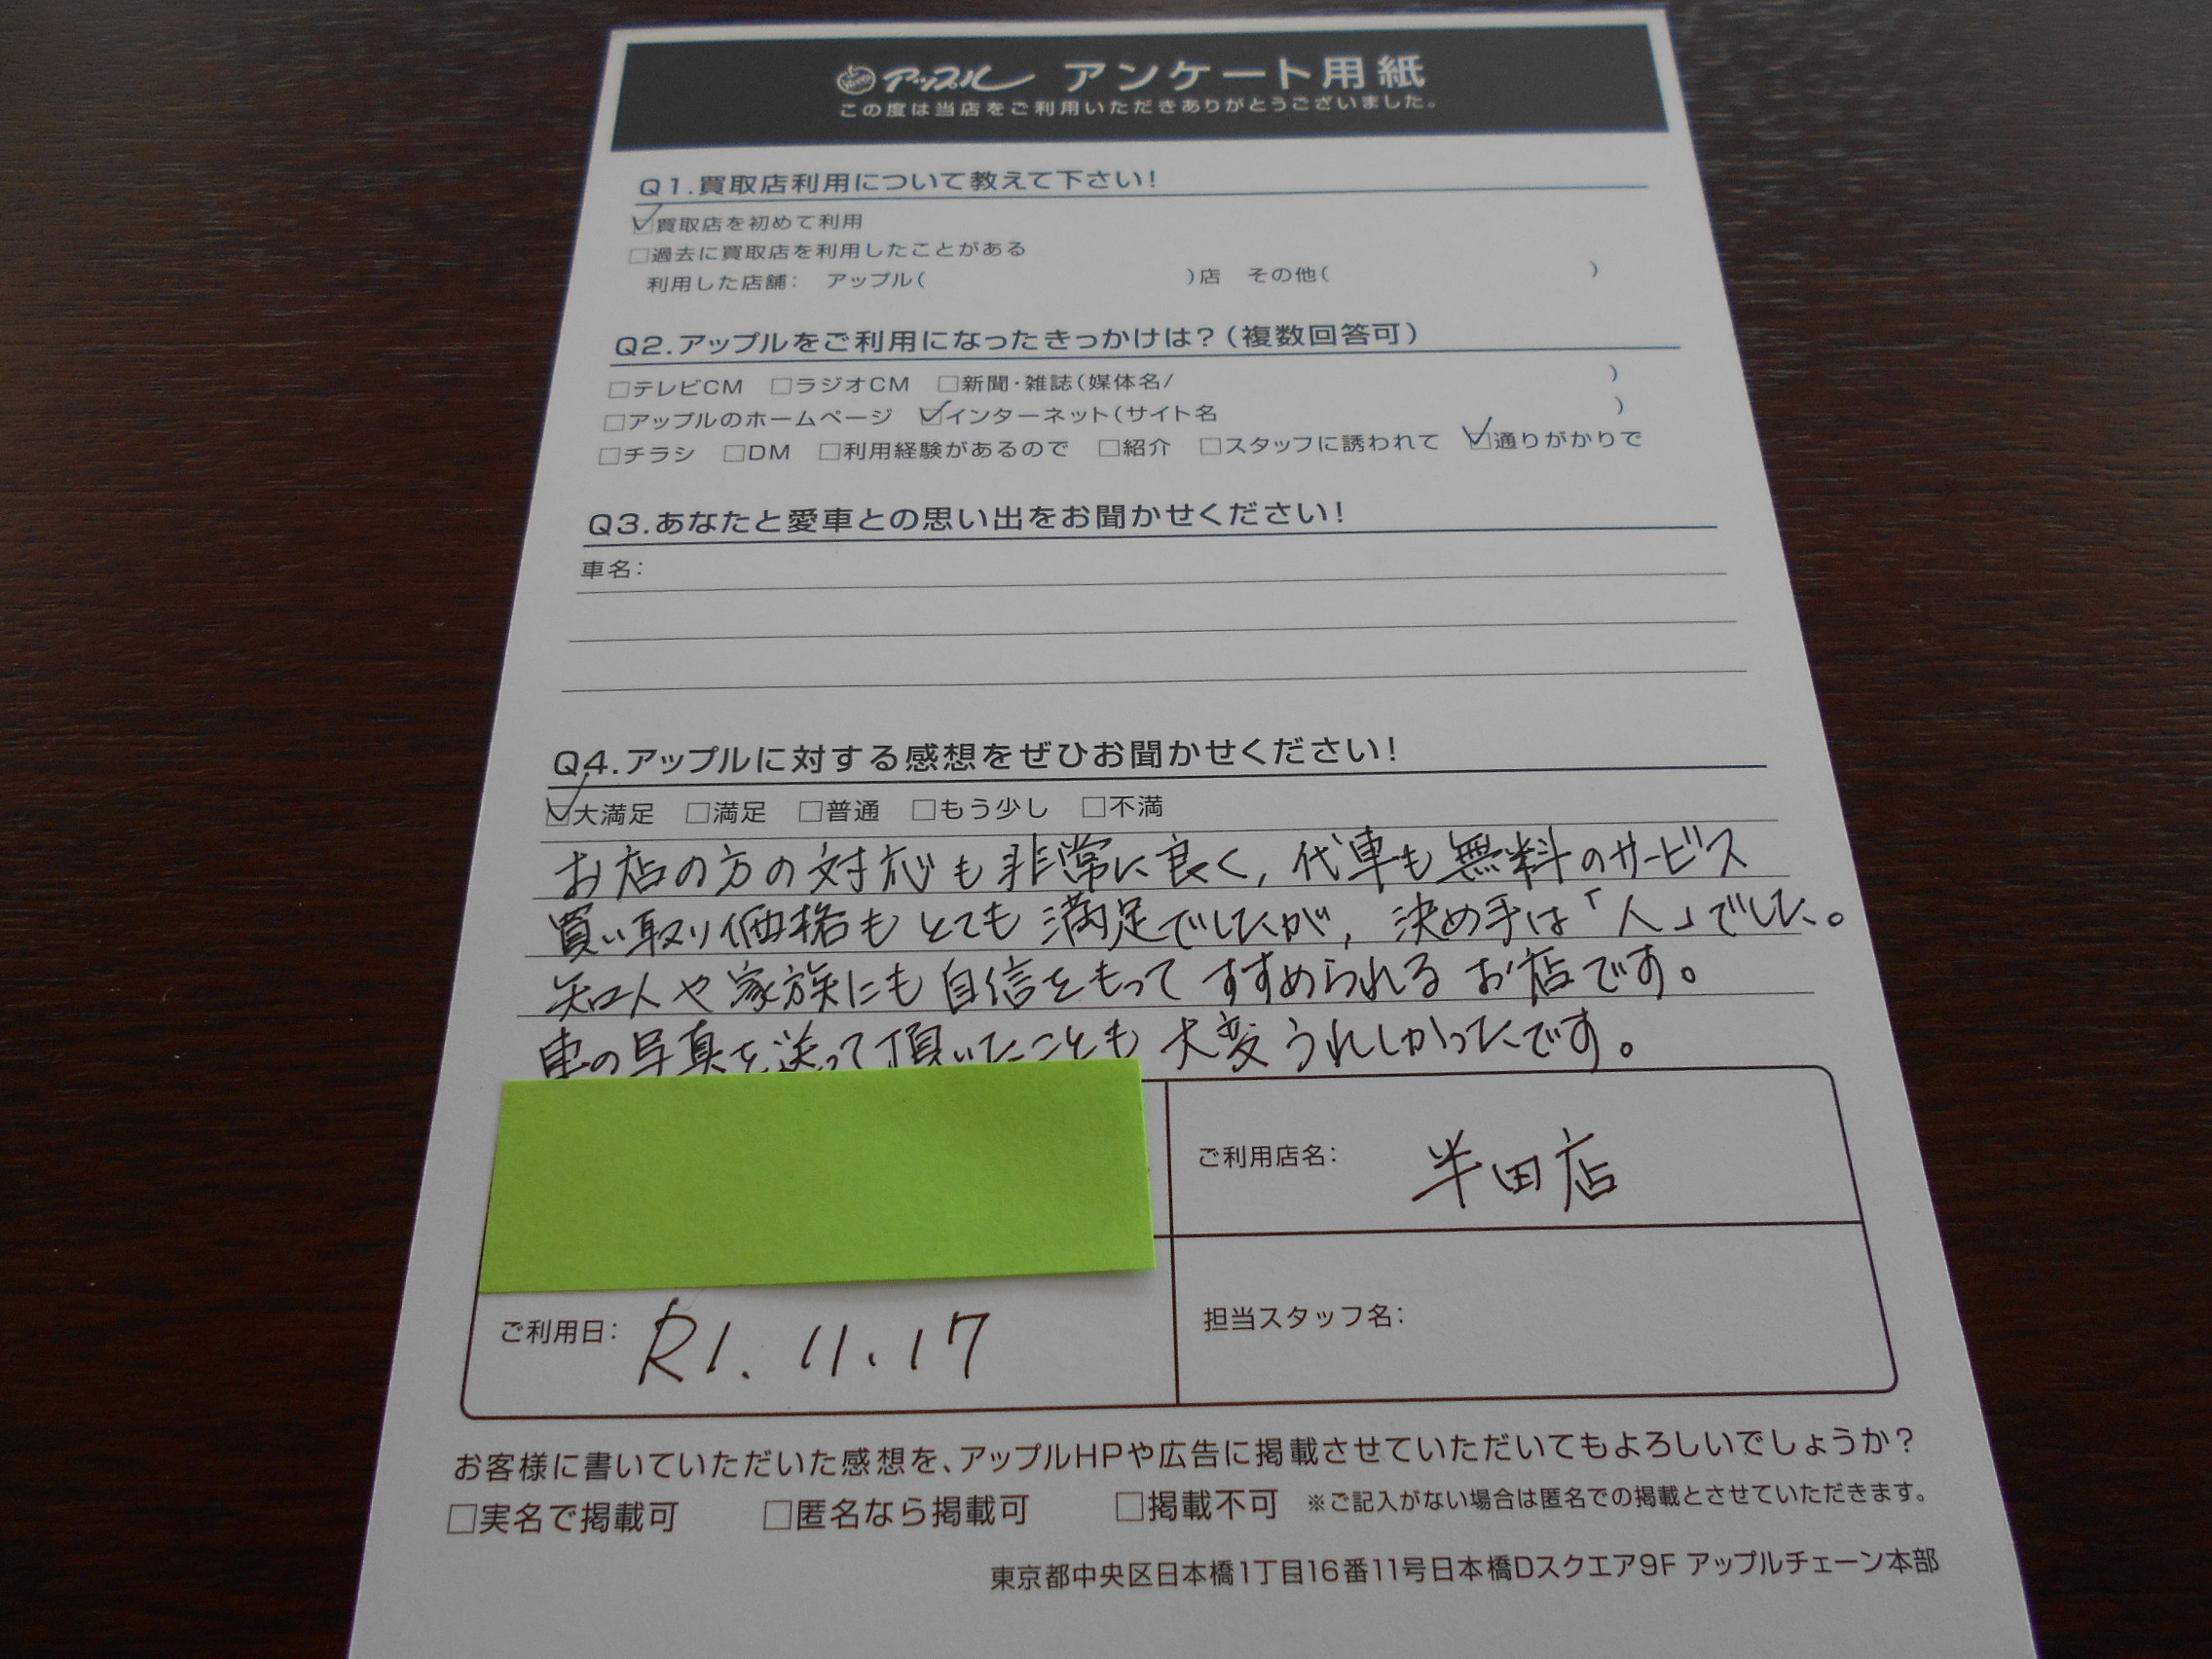 アップル アンケート用紙
この度は当店をご利用いただきありがとうございました。
Q1.買取店利用について教えて下さい!
☑買取店を初めて利用
□過去に買取店を利用したことがある
利用した店舗: アップル( )店 その他( )
Q2.アップルをご利用になったきっかけは?(複数回答可)
□テレビCM □ラジオCM □新聞・雑誌(媒体名/ )
□アップルのホームページ ☑インターネット(サイト名 )
□チラシ □DM □利用経験があるので □紹介 □スタッフに誘われて ☑通りがかりで
Q3.あなたと愛車との思い出をお聞かせください!
車名:
Q4.アップルに対する感想をぜひお聞かせください!
☑大満足 □満足 □普通 □もう少し □不満
お店の方の対応も非常に良く,代車も無料のサービス
買い取り価格もとても満足でしたが,決め手は「人」でした。
知人や家族にも自信をもってすすめられるお店です。
車の写真を送って頂いたことも大変うれしかったです。
ご利用店名: 半田店
ご利用日: R1.11.17
担当スタッフ名:
お客様に書いていただいた感想を、アップルHPや広告に掲載させていただいてもよろしいでしょうか?
□実名で掲載可 □匿名なら掲載可 □掲載不可 ※ご記入がない場合は匿名での掲載とさせていただきます。
東京都中央区日本橋1丁目16番11号日本橋Dスクエア9F アップルチェーン本部